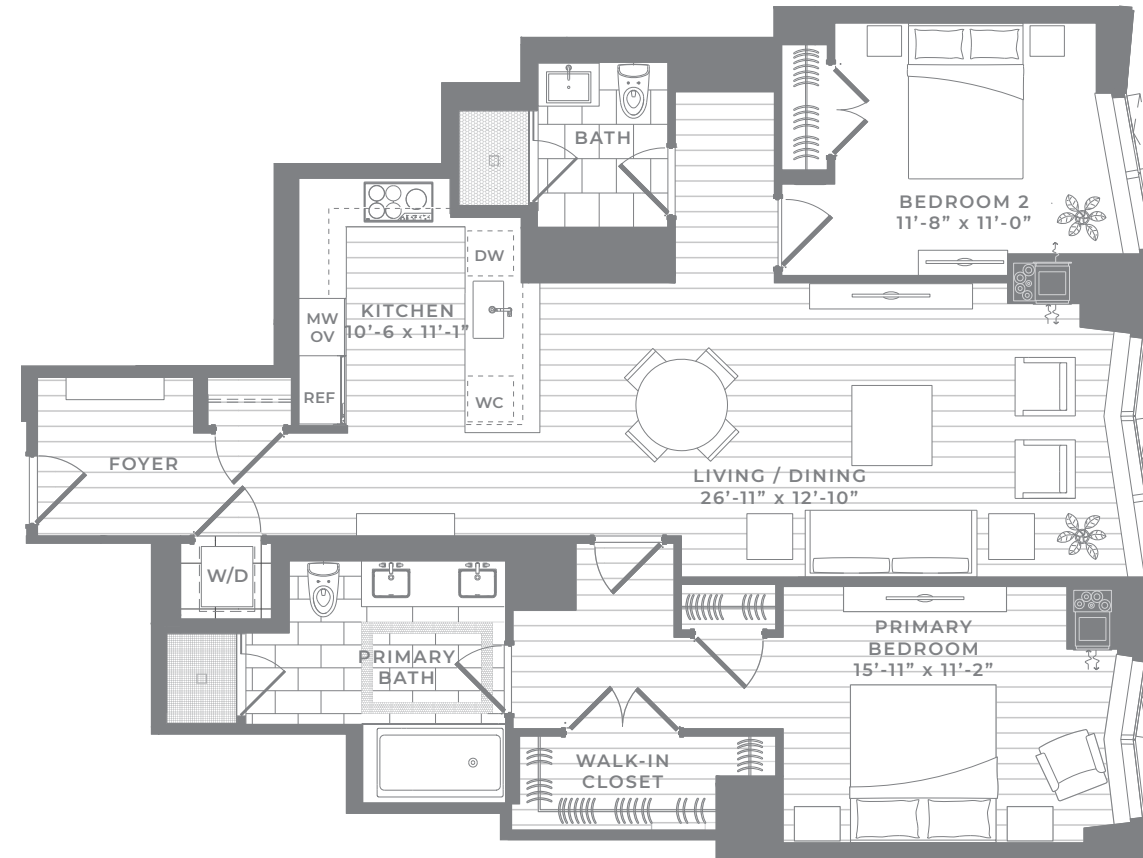 BATH
BEDROOM 2
11’-8” x 11’-0”
DW
KITCHEN
10’-6 x 11’-1”
MW
OV
REF
WC
FOYER
LIVING / DINING
26’-11” x 12’-10”
W/D
PRIMARY
BEDROOM
15’-11” x 11’-2”
PRIMARY
BATH
WALK-IN
CLOSET